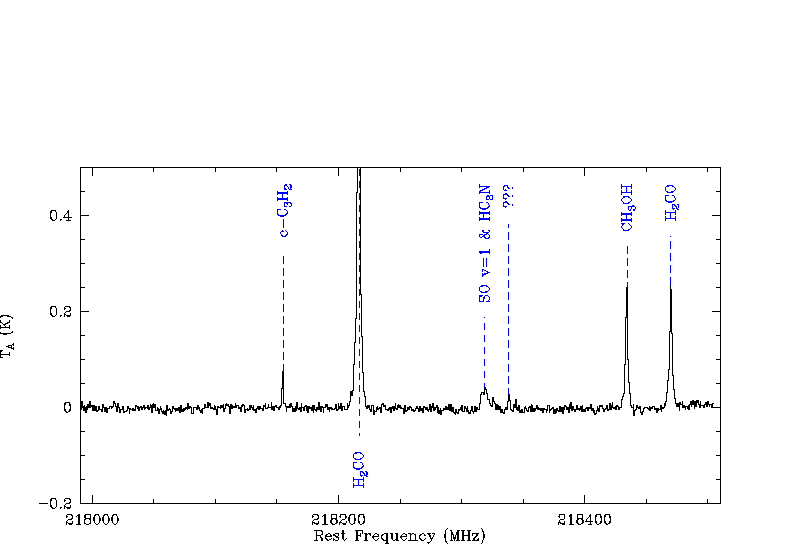 c-C3H2
H2CO
SO v=1 & HC3N
???
CH3OH
H2CO
0.4
0.2
0
-0.2
TA (K)
218000
218200
218400
Rest Frequency (MHz)